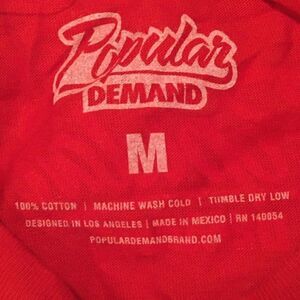 Popular
DEMAND
M
100% COTTON | MACHINE WASH COLD | TUMBLE DRY LOW
DESIGNED IN LOS ANGELES | MADE IN MEXICO | RN 140054
POPULARDEMANDBRAND.COM